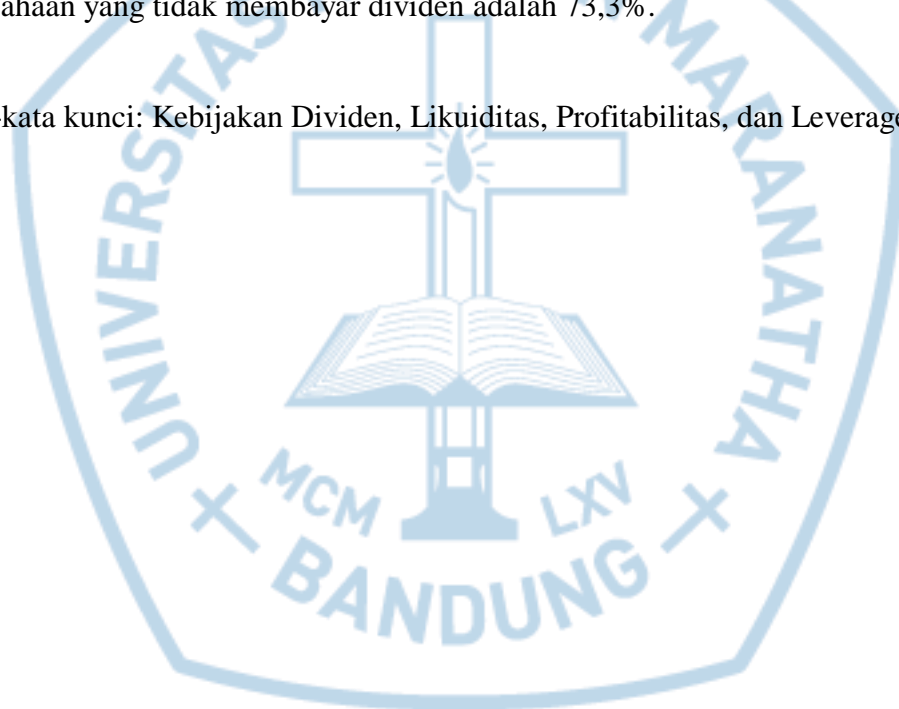 ahaan yang tidak membayar dividen adalah 73,3%.
kata kunci: Kebijakan Dividen, Likuiditas, Profitabilitas, dan Leverage
UNIVERSITAS MARANATHA
MCM LXV
BANDUNG